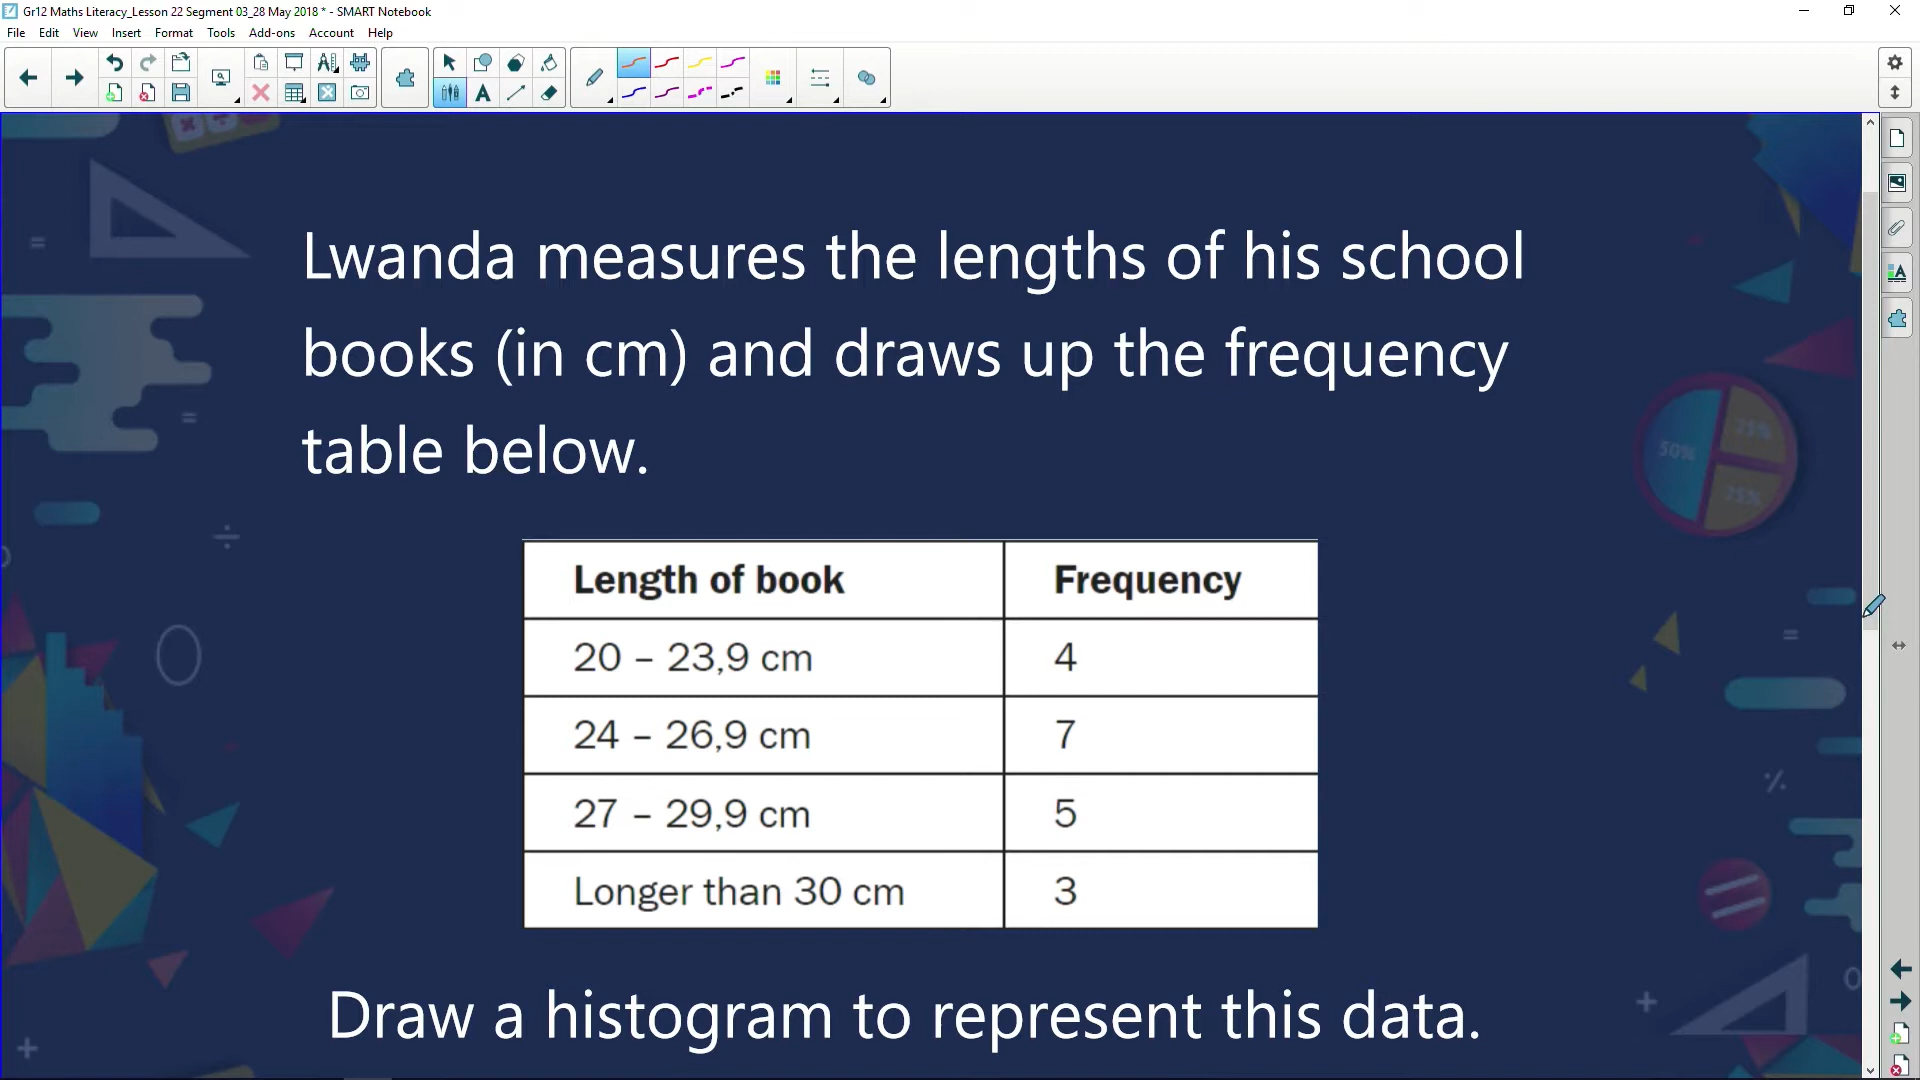 Gr12 Maths Literacy_Lesson 22 Segment 03_28 May 2018 * - SMART Notebook
File Edit View Insert Format Tools Add-ons Account Help
Lwanda measures the lengths of his school
books (in cm) and draws up the frequency
table below.
50%
25%
25%
Length of book Frequency
20 – 23,9 cm 4
24 – 26,9 cm 7
27 – 29,9 cm 5
Longer than 30 cm 3
Draw a histogram to represent this data.